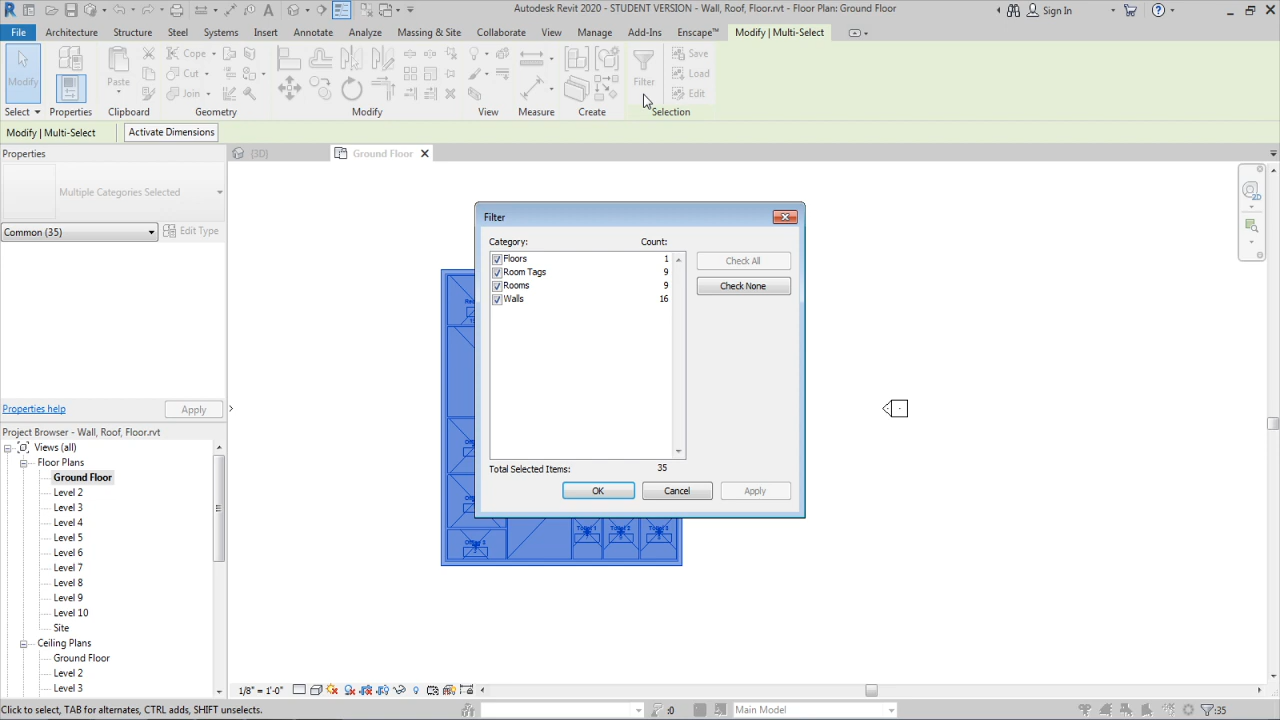 Autodesk Revit 2020 - STUDENT VERSION - Wall, Roof, Floor.rvt - Floor Plan: Ground Floor
Sign In
File Architecture Structure Steel Systems Insert Annotate Analyze Massing & Site Collaborate View Manage Add-Ins Enscape™ Modify | Multi-Select
Modify
Paste
Cope
Cut
Join
Filter
Save
Load
Edit
Select Properties Clipboard Geometry Modify View Measure Create Selection
Modify | Multi-Select Activate Dimensions
Properties
{3D} Ground Floor
Multiple Categories Selected
Common (35) Edit Type
Properties help Apply
Project Browser - Wall, Roof, Floor.rvt
Views (all)
Floor Plans
Ground Floor
Level 2
Level 3
Level 4
Level 5
Level 6
Level 7
Level 8
Level 9
Level 10
Site
Ceiling Plans
Ground Floor
Level 2
Level 3
2D
Filter
Category: Count:
Floors 1
Room Tags 9
Rooms 9
Walls 16
Check All
Check None
Total Selected Items: 35
OK Cancel Apply
Toilet 1 Toilet 2 Toilet 3
1/8" = 1'-0"
Click to select, TAB for alternates, CTRL adds, SHIFT unselects. :0 Main Model :35